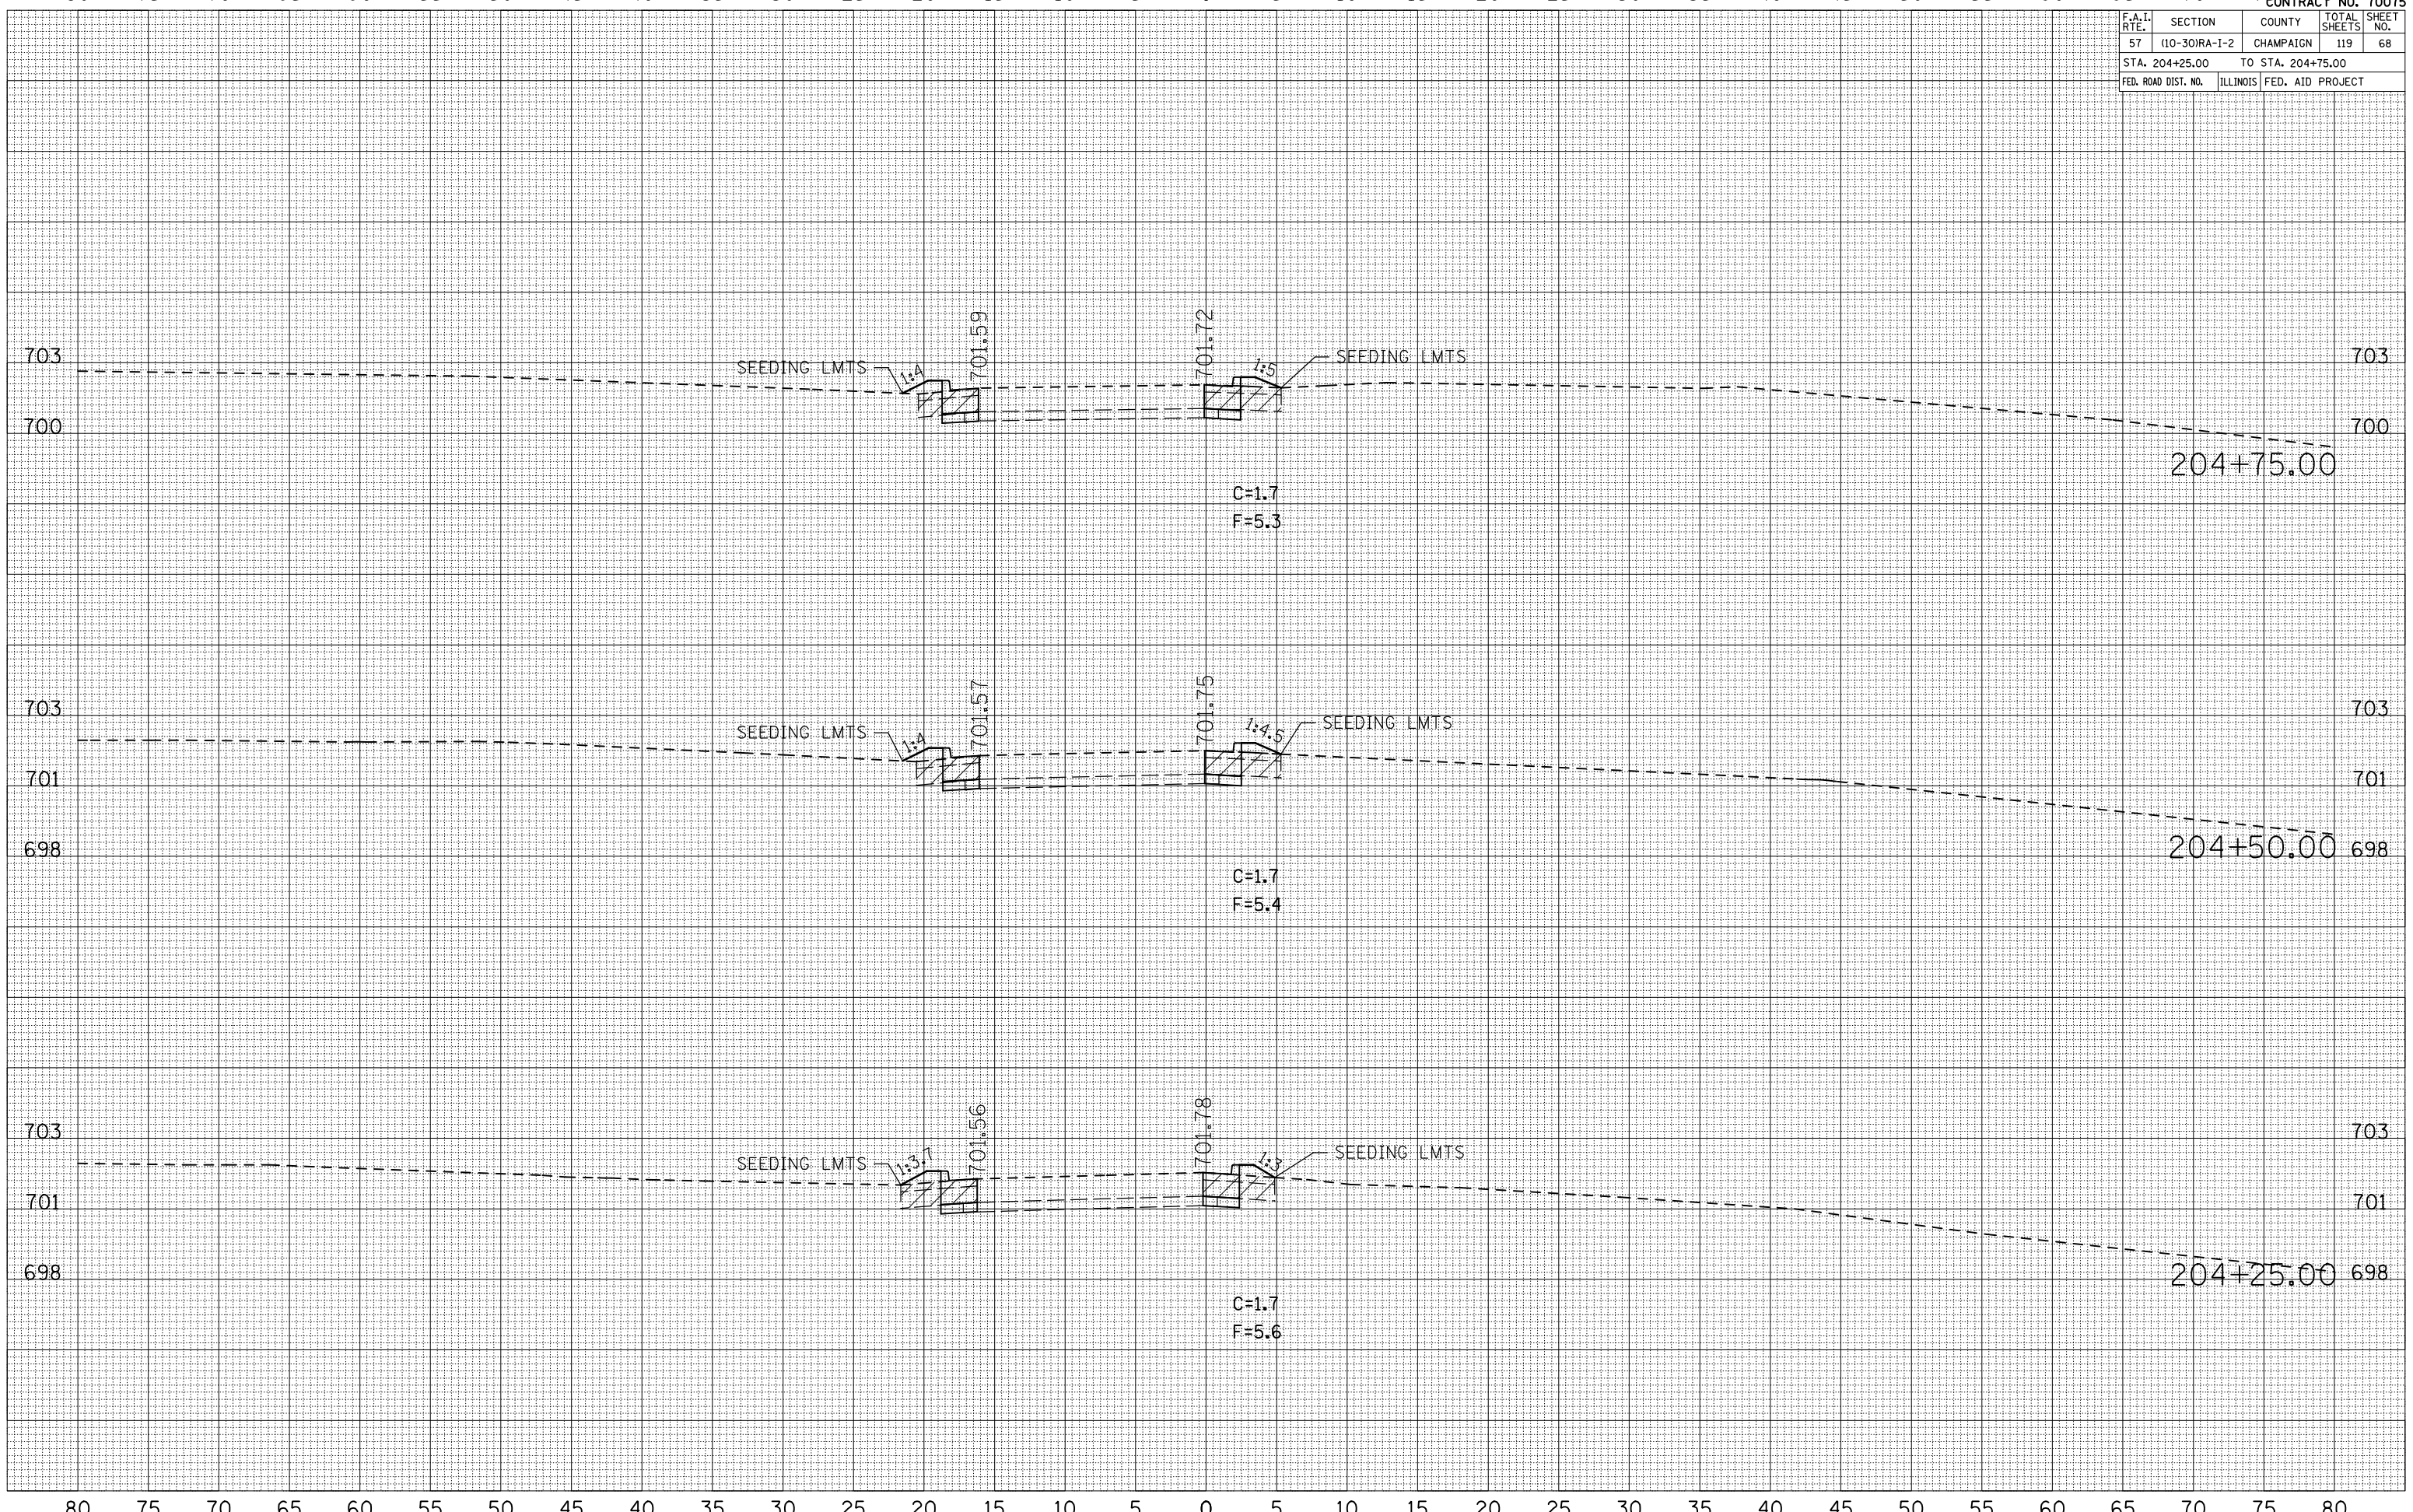 CONTRACT NO. 70075
F.A.I. RTE. SECTION COUNTY TOTAL SHEETS SHEET NO.
57 (10-30)RA-I-2 CHAMPAIGN 119 68
STA. 204+25.00 TO STA. 204+75.00
FED. ROAD DIST. NO. ILLINOIS FED. AID PROJECT
701.59 701.72
703 SEEDING LMTS 1:4 1:5 SEEDING LMTS 703
700 700
204+75.00
C=1.7
F=5.3
701.57 701.75
703 703
SEEDING LMTS 1:4 1:4.5 SEEDING LMTS
701 701
698 204+50.00 698
C=1.7
F=5.4
701.56 701.78
703 703
SEEDING LMTS 1:3.7 1:3 SEEDING LMTS
701 701
698 204+25.00 698
C=1.7
F=5.6
80 75 70 65 60 55 50 45 40 35 30 25 20 15 10 5 0 5 10 15 20 25 30 35 40 45 50 55 60 65 70 75 80